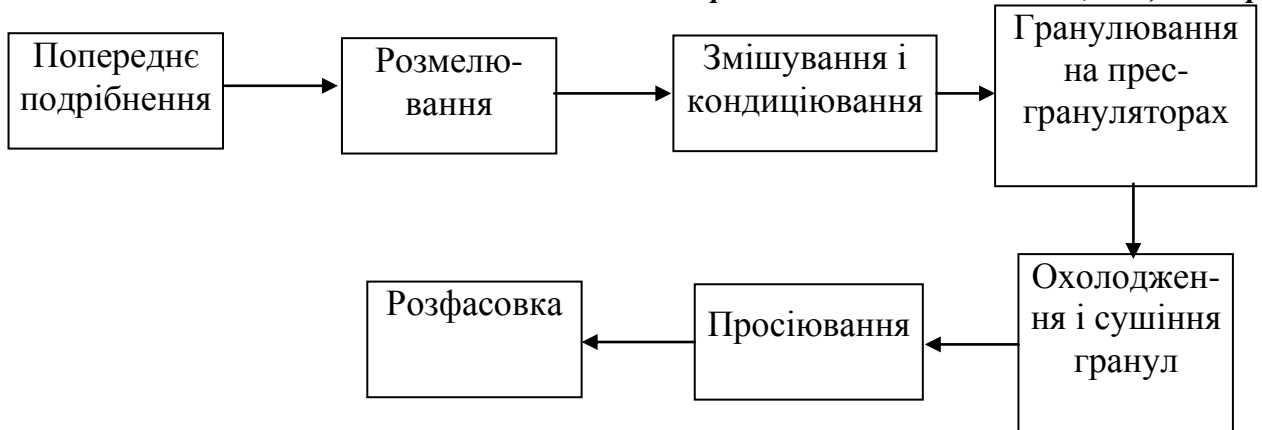 Попереднє
подрібнення
Розмелю-
вання
Змішування і
кондиціювання
Гранулювання
на прес-
грануляторах
Охолоджен-
ня і сушіння
гранул
Просіювання
Розфасовка